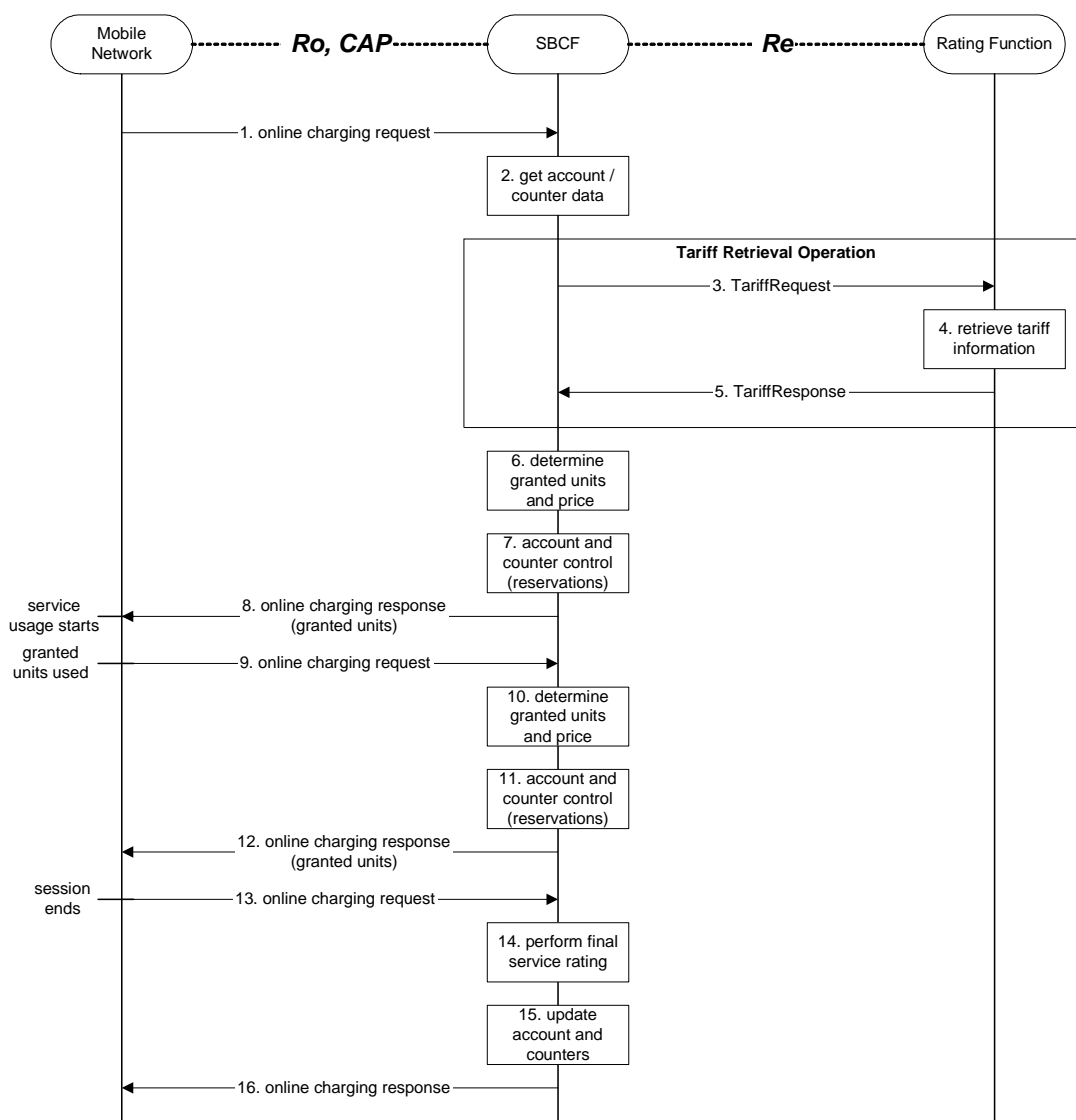 Mobile
Network
Ro, CAP
SBCF
Re
Rating Function
1. online charging request
2. get account /
counter data
Tariff Retrieval Operation
3. TariffRequest
4. retrieve tariff
information
5. TariffResponse
6. determine
granted units
and price
7. account and
counter control
(reservations)
service
usage starts
8. online charging response
(granted units)
granted
units used
9. online charging request
10. determine
granted units
and price
11. account and
counter control
(reservations)
12. online charging response
(granted units)
session
ends
13. online charging request
14. perform final
service rating
15. update
account and
counters
16. online charging response